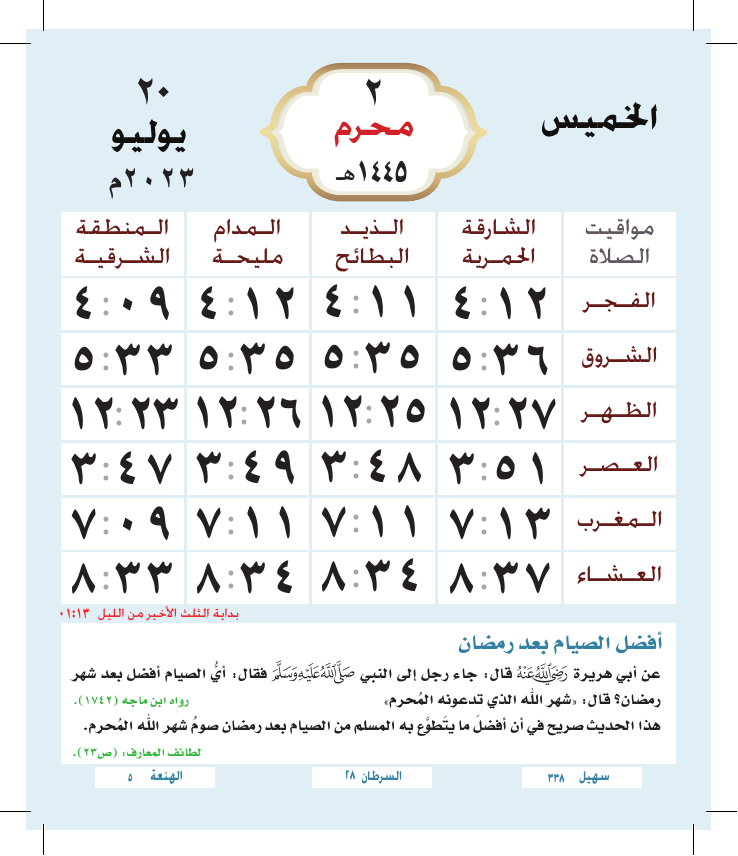 الخميس
٢
محرم
١٤٤٥هـ
٢٠
يوليو
٢٠٢٣م
مواقيت الصلاة | الشارقة الحمرية | الذيد البطائح | المدام مليحة | المنطقة الشرقية
الفجر ٤:١٢ ٤:١١ ٤:١٢ ٤:٠٩
الشروق ٥:٣٦ ٥:٣٥ ٥:٣٥ ٥:٣٣
الظهر ١٢:٢٧ ١٢:٢٥ ١٢:٢٦ ١٢:٢٣
العصر ٣:٥١ ٣:٤٨ ٣:٤٩ ٣:٤٧
المغرب ٧:١٣ ٧:١١ ٧:١١ ٧:٠٩
العشاء ٨:٣٧ ٨:٣٤ ٨:٣٤ ٨:٣٣
بداية الثلث الأخير من الليل ٠١:١٣
أفضل الصيام بعد رمضان
عن أبي هريرة رَضِيَ اللَّهُ عَنْهُ قال: جاء رجل إلى النبي صَلَّى اللَّهُ عَلَيْهِ وَسَلَّمَ فقال: أيُّ الصيام أفضل بعد شهر
رمضان؟ قال: «شهر الله الذي تدعونه المُحرم» رواه ابن ماجه (١٧٤٢).
هذا الحديث صريح في أن أفضلَ ما يتَطوَّع به المسلم من الصيام بعد رمضان صومُ شهر الله المُحرم.
لطائف المعارف: (ص٢٣).
سهيل ٣٣٨
السرطان ٢٨
الهنعة ٥